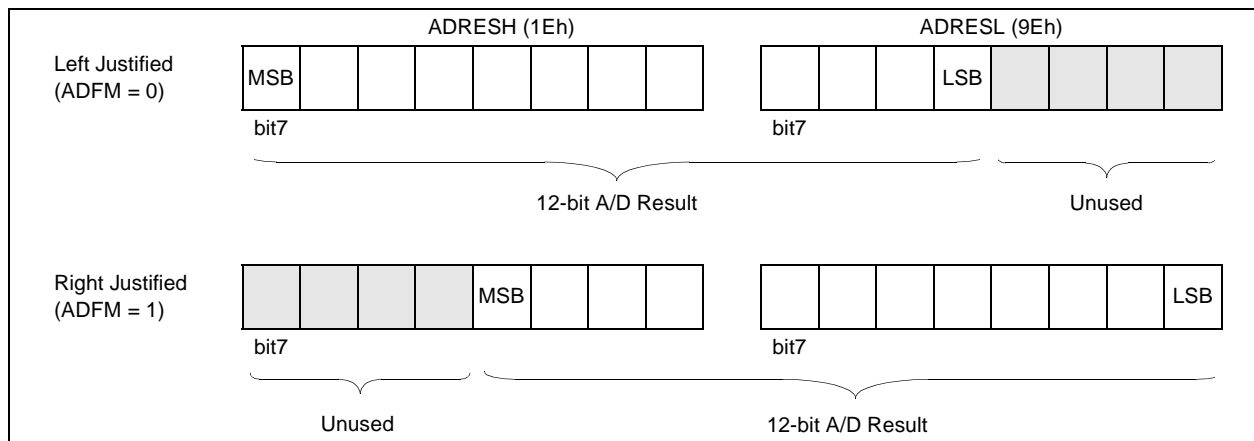 ADRESH (1Eh) ADRESL (9Eh)
Left Justified
(ADFM = 0)
MSB LSB
bit7 bit7
12-bit A/D Result Unused
Right Justified
(ADFM = 1)
MSB LSB
bit7 bit7
Unused 12-bit A/D Result